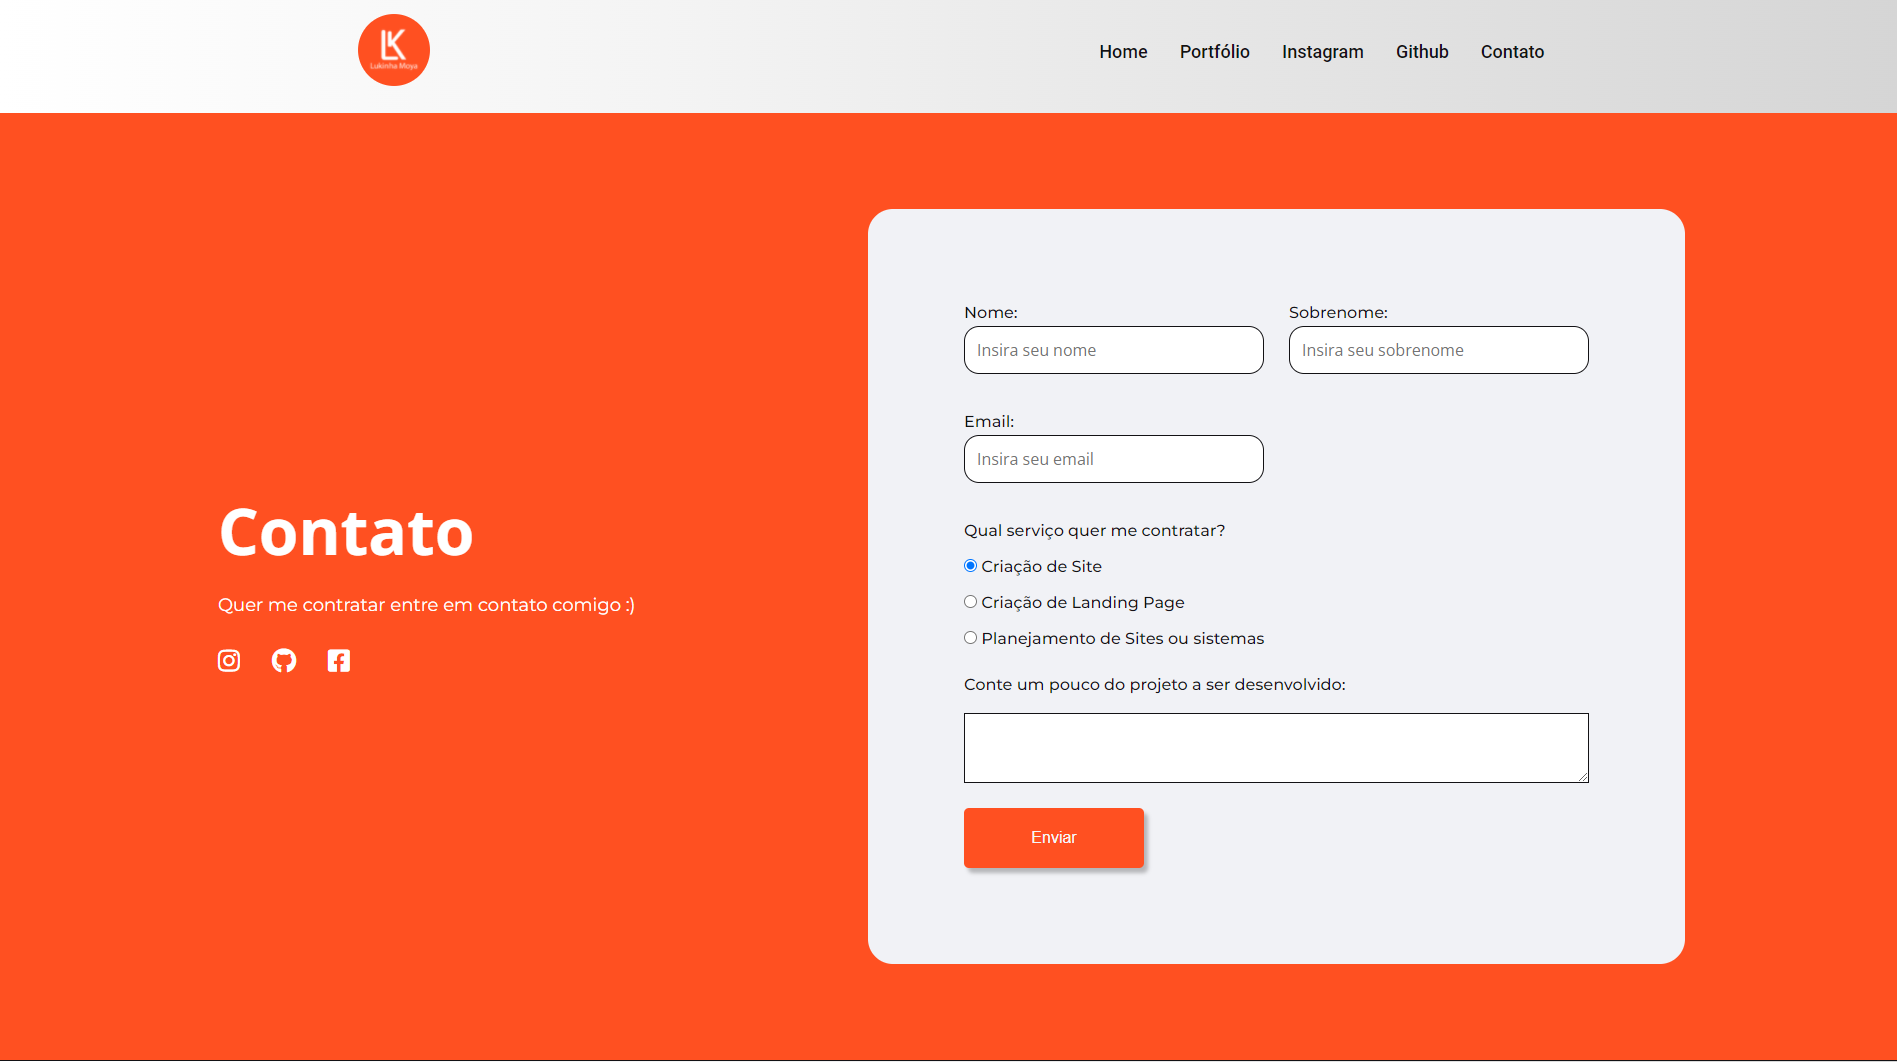 LK
Lukinha Moya
Home Portfólio Instagram Github Contato
Contato
Quer me contratar entre em contato comigo :)
Nome: Sobrenome:
Insira seu nome Insira seu sobrenome
Email:
Insira seu email
Qual serviço quer me contratar?
Criação de Site
Criação de Landing Page
Planejamento de Sites ou sistemas
Conte um pouco do projeto a ser desenvolvido:
Enviar